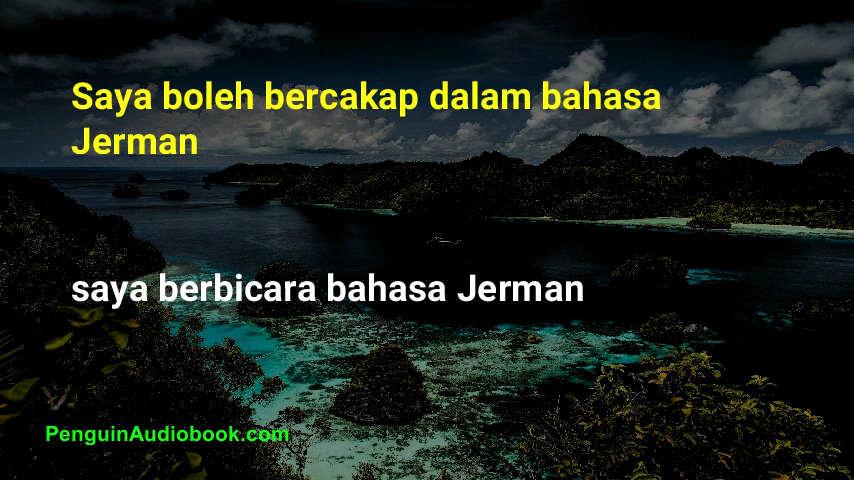 Saya boleh bercakap dalam bahasa
Jerman
saya berbicara bahasa Jerman
PenguinAudiobook.com